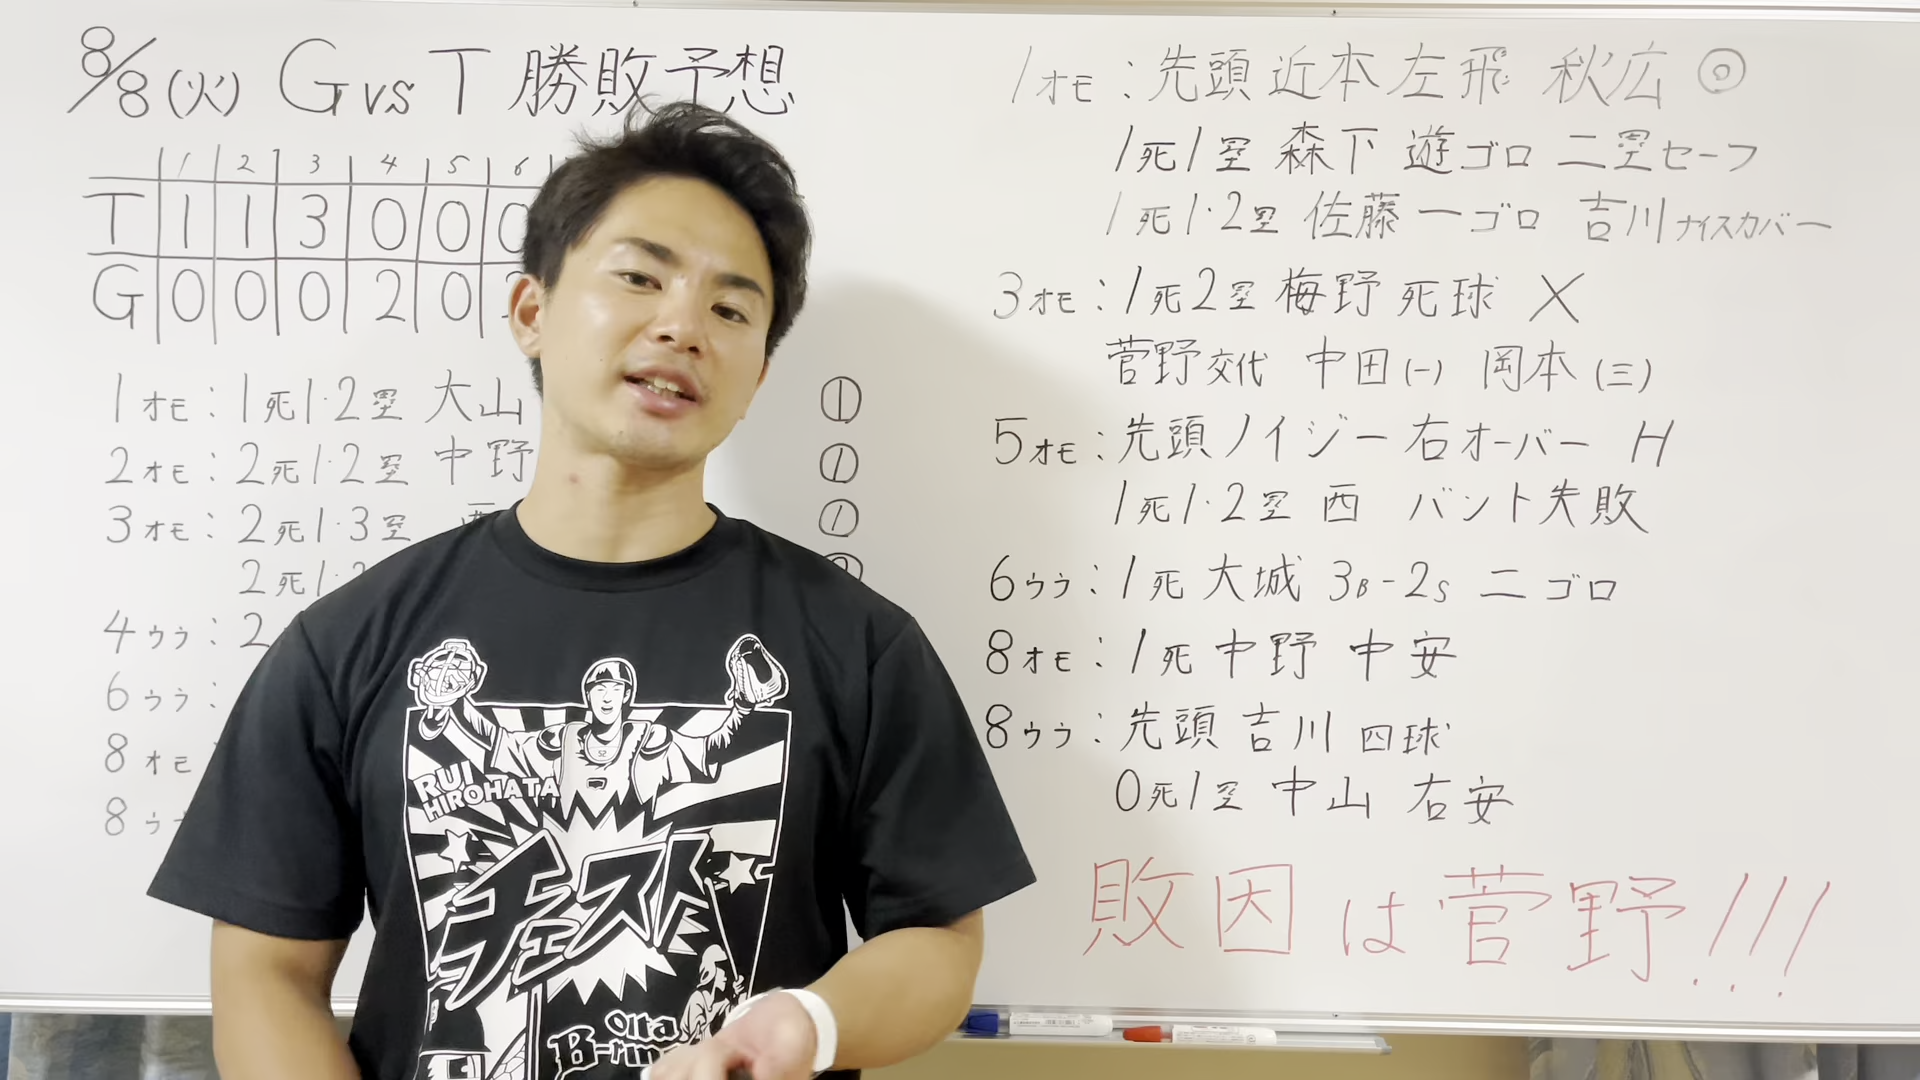 8/8(火) G vs T 勝敗予想
1 2 3 4 5 6
T 1 1 3 0 0 0
G 0 0 0 2 0
1オモ:1死1·2塁 大山 ①
2オモ:2死1·2塁 中野 ①
3オモ:2死1·3塁 西 ①
2死1·2 ②
4ウラ:2
6ウラ:
8オモ
8ウ
1オモ:先頭 近本 左飛 秋広 ◎
1死1塁 森下 遊ゴロ 二塁セーフ
1死1·2塁 佐藤 一ゴロ 吉川ナイスカバー
3オモ:1死2塁 梅野 死球 ×
菅野交代 中田(一) 岡本(三)
5オモ:先頭ノイジー右オーバー H
1死1·2塁 西 バント失敗
6ウラ:1死 大城 3B-2S 二ゴロ
8オモ:1死 中野 中安
8ウラ:先頭 吉川 四球
0死1塁 中山 右安
敗因は菅野!!!
52
RUI
HIROHATA
チェスト
Oita
B-rin